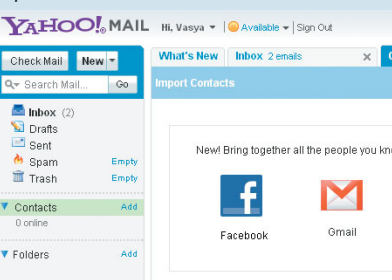 YAHOO! MAIL Hi, Vasya Available Sign Out
Check Mail New
What's New Inbox 2 emails
Search Mail... Go
Import Contacts
Inbox (2)
Drafts
Sent
Spam Empty
Trash Empty
New! Bring together all the people you
Contacts Add
0 online
Facebook Gmail
Folders Add